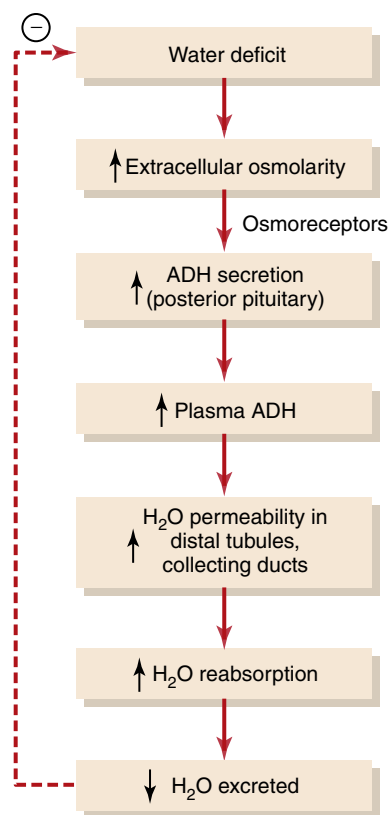 −
Water deficit
↑ Extracellular osmolarity
Osmoreceptors
↑ ADH secretion
(posterior pituitary)
↑ Plasma ADH
H₂O permeability in
↑ distal tubules,
collecting ducts
↑ H₂O reabsorption
↓ H₂O excreted